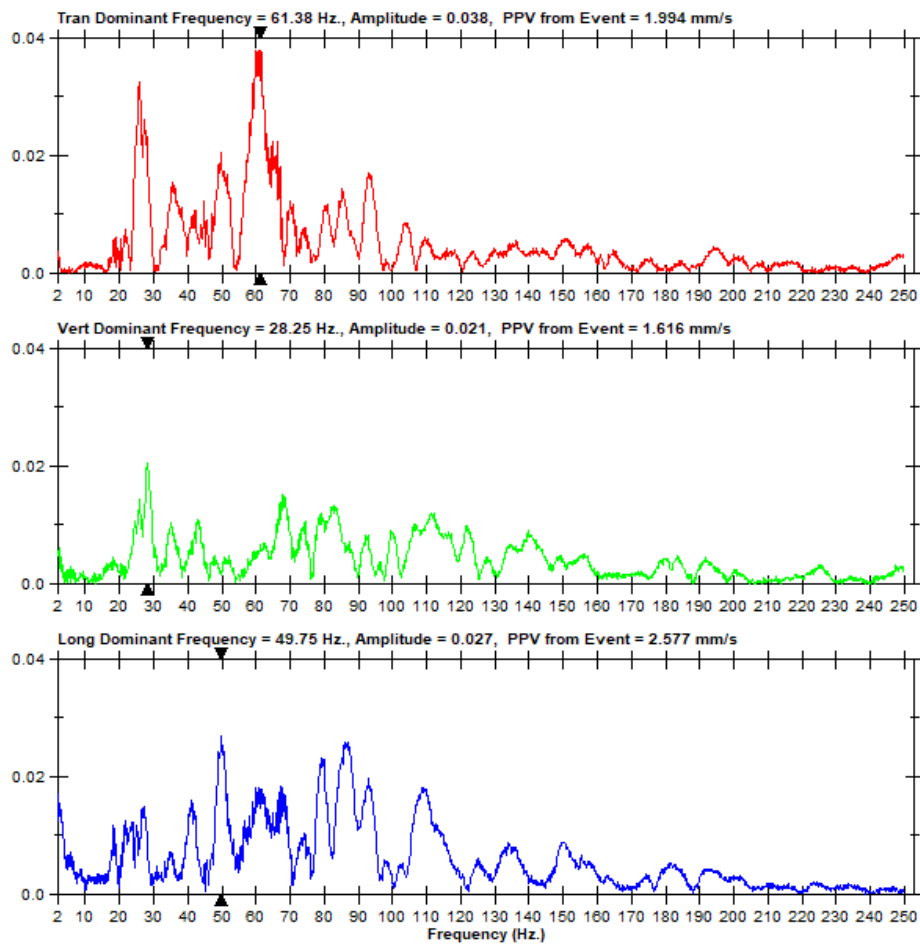 Tran Dominant Frequency = 61.38 Hz., Amplitude = 0.038, PPV from Event = 1.994 mm/s
0.04
0.02
0.0
2 10 20 30 40 50 60 70 80 90 100 110 120 130 140 150 160 170 180 190 200 210 220 230 250
Vert Dominant Frequency = 28.25 Hz., Amplitude = 0.021, PPV from Event = 1.616 mm/s
0.04
0.02
0.0
2 10 20 30 40 50 60 70 80 90 100 110 120 130 140 150 160 170 180 190 200 210 220 230 250
Long Dominant Frequency = 49.75 Hz., Amplitude = 0.027, PPV from Event = 2.577 mm/s
0.04
0.02
0.0
2 10 20 30 40 50 60 70 80 90 100 110 120 130 140 150 160 170 180 190 200 210 220 230 250
Frequency (Hz.)